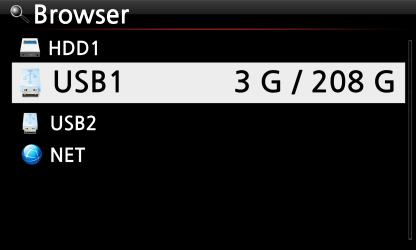 Browser
HDD1
USB1 3 G / 208 G
USB2
NET